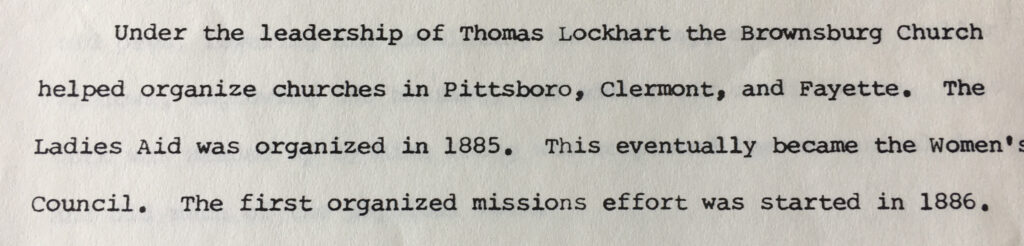 Under the leadership of Thomas Lockhart the Brownsburg Church
helped organize churches in Pittsboro, Clermont, and Fayette. The
Ladies Aid was organized in 1885. This eventually became the Women's
Council. The first organized missions effort was started in 1886.